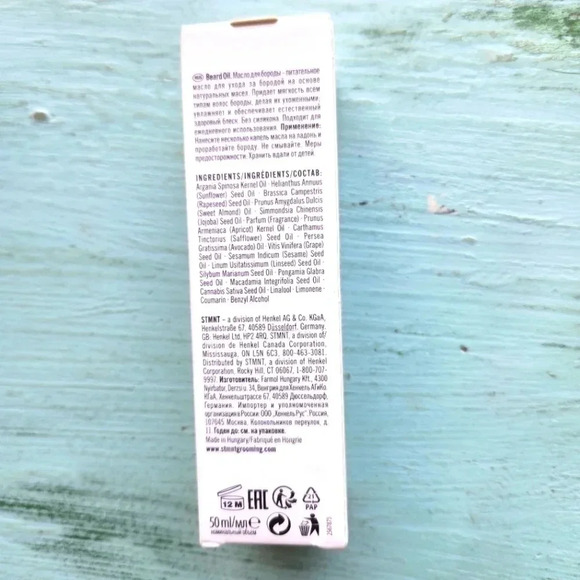 Beard Oil. Масло для бороды - питательное
масло для ухода за бородой на основе
натуральных масел. Придает мягкость всем
типам волос бороды, делая их ухоженными,
увлажняет и обеспечивает естественный
здоровый блеск. Без силикона. Подходит для
ежедневного использования. Применение:
Нанесите несколько капель масла на ладонь и
проработайте бороду. Не смывайте. Меры
предосторожности: Хранить вдали от детей.
INGREDIENTS/INGRÉDIENTS/СОСТАВ:
Argania Spinosa Kernel Oil · Helianthus Annuus
(Sunflower) Seed Oil · Brassica Campestris
(Rapeseed) Seed Oil · Prunus Amygdalus Dulcis
(Sweet Almond) Oil · Simmondsia Chinensis
(Jojoba) Seed Oil · Parfum (Fragrance) · Prunus
Armeniaca (Apricot) Kernel Oil · Carthamus
Tinctorius (Safflower) Seed Oil · Persea
Gratissima (Avocado) Oil · Vitis Vinifera (Grape)
Seed Oil · Sesamum Indicum (Sesame) Seed
Oil · Linum Usitatissimum (Linseed) Seed Oil ·
Silybum Marianum Seed Oil · Pongamia Glabra
Seed Oil · Macadamia Integrifolia Seed Oil ·
Cannabis Sativa Seed Oil · Linalool · Limonene ·
Coumarin · Benzyl Alcohol
STMNT - a division of Henkel AG & Co. KGaA,
Henkelstraße 67, 40589 Düsseldorf, Germany.
GB: Henkel Ltd, HP2 4RQ. STMNT, a division of/
division de Henkel Canada Corporation,
Mississauga, ON L5N 6C3, 800-463-3081.
Distributed by STMNT, a division of Henkel
Corporation, Rocky Hill, CT 06067, 1-800-707-
9997. Изготовитель: Farmol Hungary Kft., 4300
Nyirbator, Derzsi u. 34, Венгрия для Хенкель АГ и Ко.
КГаА, Хенкельштрассе 67, 40589 Дюссельдорф,
Германия. Импортер и уполномоченная
организация в России: ООО „Хенкель Рус“, Россия,
107045 Москва, Колокольников переулок, д.
11. Годен до: см. на упаковке.
Made in Hungary/Fabriqué en Hongrie
www.stmntgrooming.com
12 M EAC 21 PAP
50 ml/мл e
номинальный объем